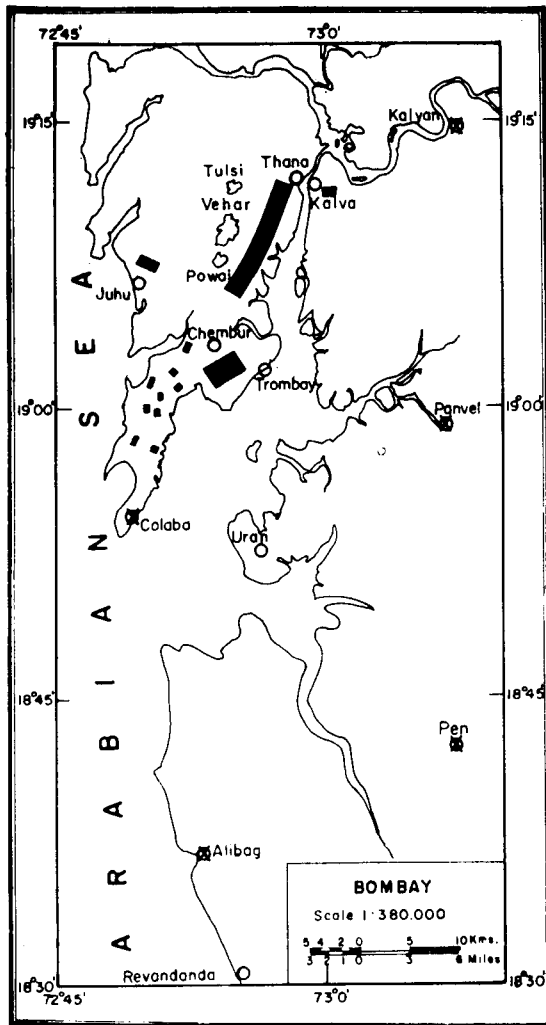 72°45'
73°0'
19°15'
19°15'
Kalyan
Thana
Tulsi
Kalva
Vehar
Powai
Juhu
Chembur
Trombay
19°00'
19°00'
Panvel
Colaba
Uran
18°45'
18°45'
Pen
Alibag
Revandanda
ARABIAN SEA
BOMBAY
Scale 1:380.000
5 4 2 0 5 10 Kms.
3 2 1 0 3 6 Miles
18°30'
18°30'
72°45'
73°0'